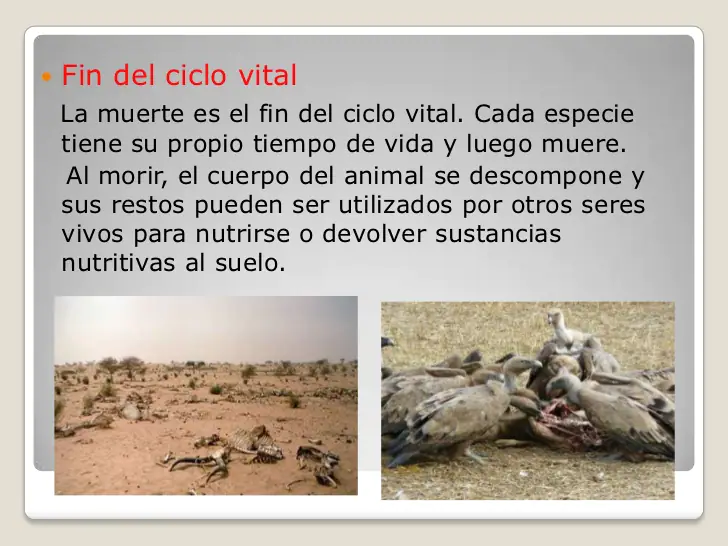 Fin del ciclo vital
La muerte es el fin del ciclo vital. Cada especie
tiene su propio tiempo de vida y luego muere.
Al morir, el cuerpo del animal se descompone y
sus restos pueden ser utilizados por otros seres
vivos para nutrirse o devolver sustancias
nutritivas al suelo.